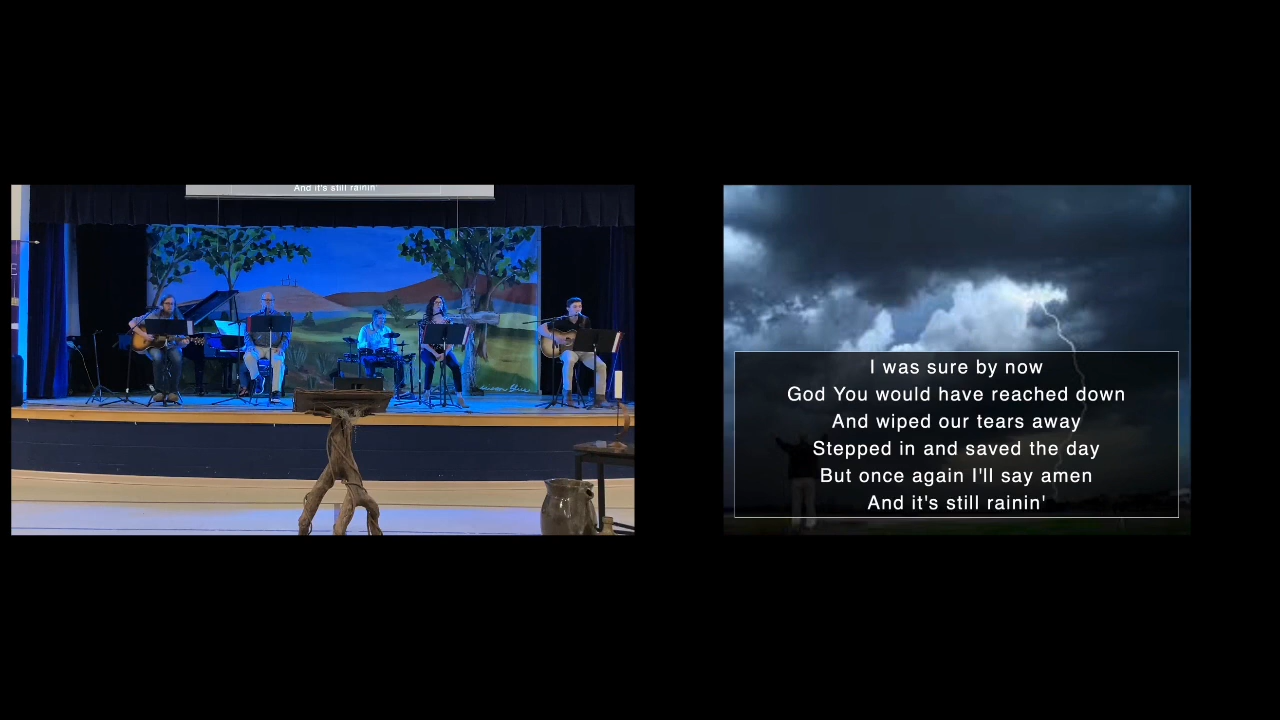 And it's still rainin'
E
I was sure by now
God You would have reached down
And wiped our tears away
Stepped in and saved the day
But once again I'll say amen
And it's still rainin'